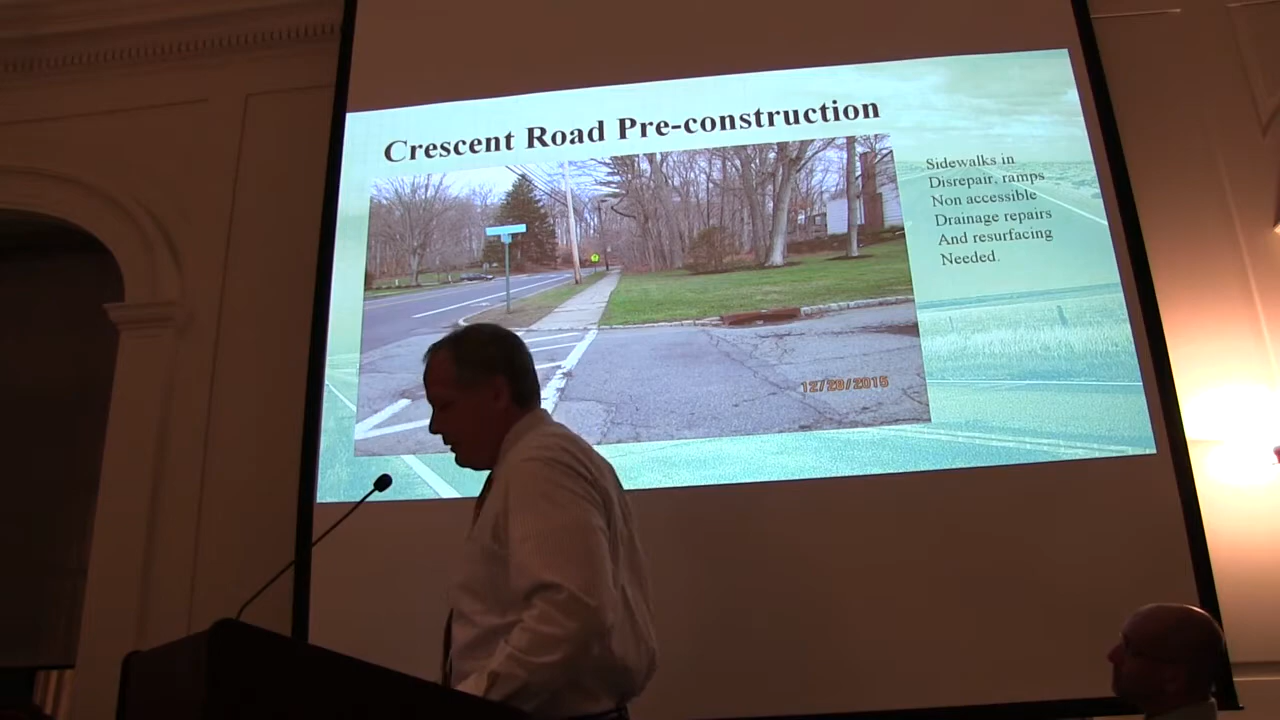 Crescent Road Pre-construction
Sidewalks in
Disrepair, ramps
Non accessible
Drainage repairs
And resurfacing
Needed.
12/28/2015